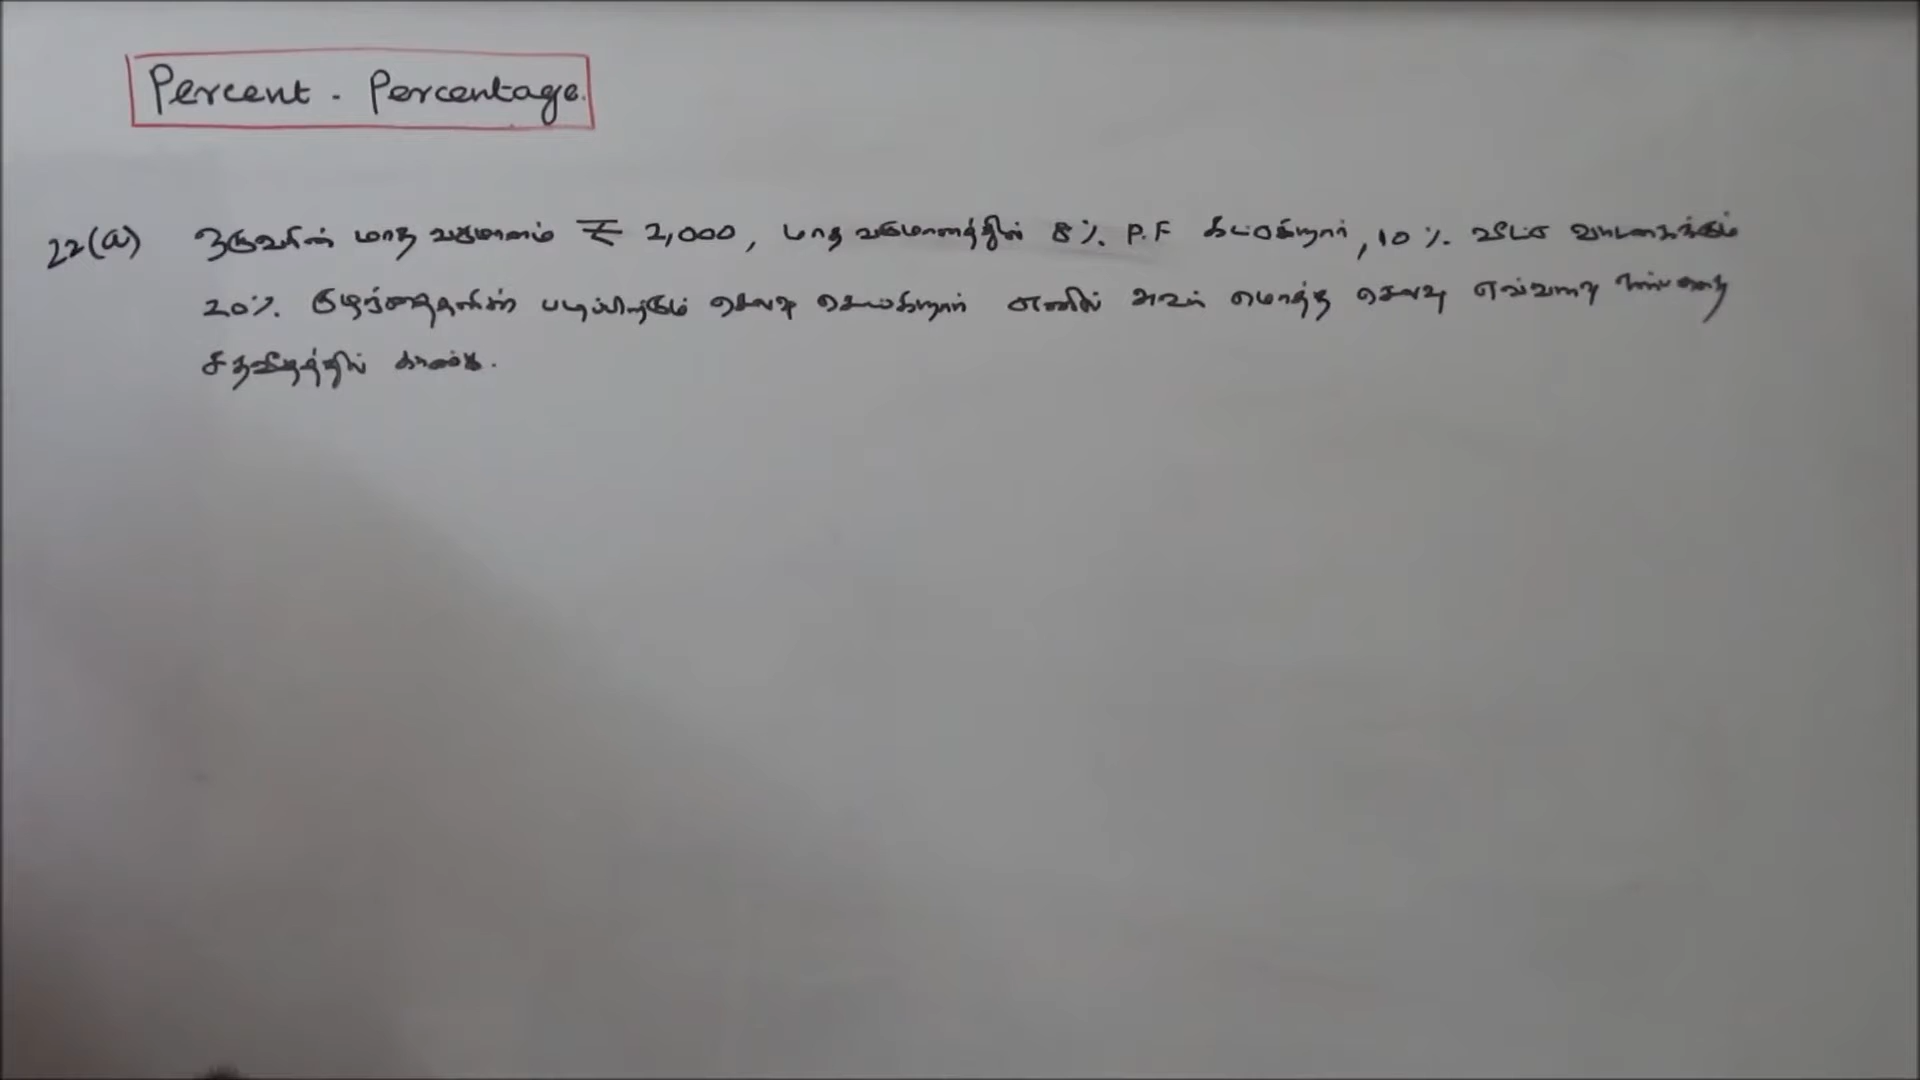 Percent - Percentage.
22(a) ஒருவரின் மாத வருமானம் ₹ 2,000, மாத வருமானத்தில் 8% P.F கட்டுகிறார், 10% வீட்டு வாடகைக்கும்
20% குழந்தைகளின் படிப்பிற்கும் செலவு செய்கிறார் எனில் அவர் மொத்த செலவு எவ்வளவு என்பதை
சதவீதத்தில் காண்க.